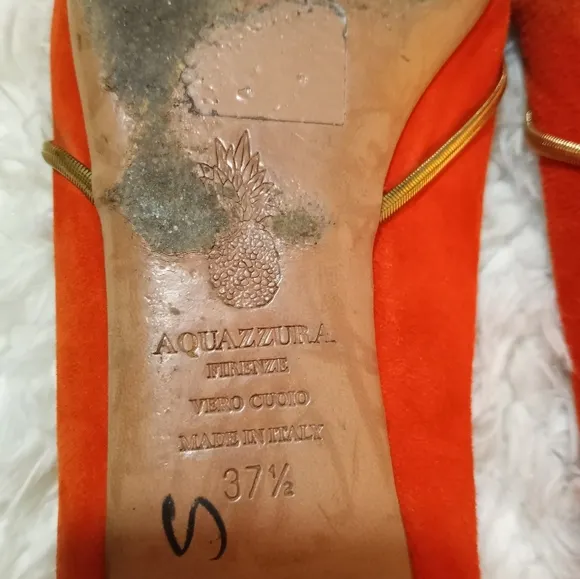 AQUAZZURA
FIRENZE
VERO CUOIO
MADE IN ITALY
37½
S